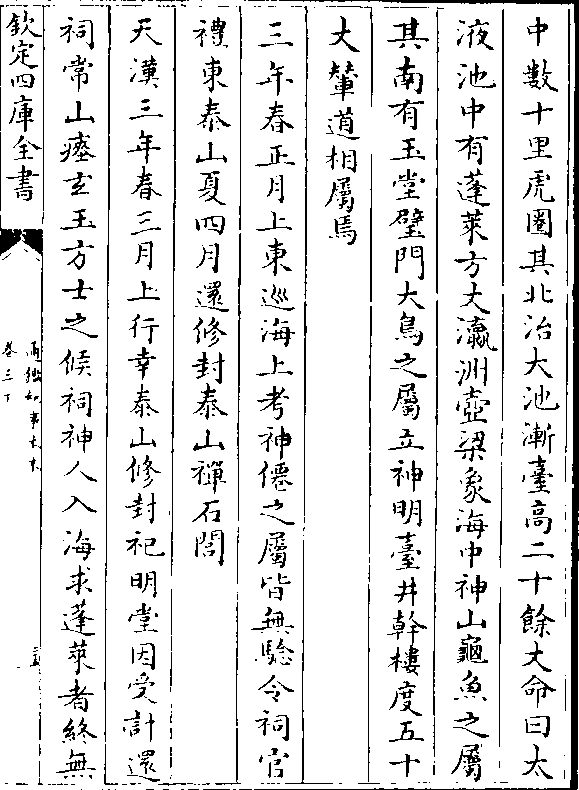 中數十里虎圈其北治大池漸臺高二十餘丈命曰太
液池中有蓬萊方丈瀛洲壺梁象海中神山龜魚之屬
其南有玉堂璧門大鳥之屬立神明臺井幹樓度五十
丈輦道相屬焉
三年春正月上東巡海上考神僊之屬皆無驗令祠官
禮東泰山夏四月還修封泰山禪石閭
天漢三年春三月上行幸泰山修封祀明堂因受計還
祠常山瘞玄玉方士之候祠神人入海求蓬萊者終無
欽定四庫全書
通鑑紀事本末
卷三下